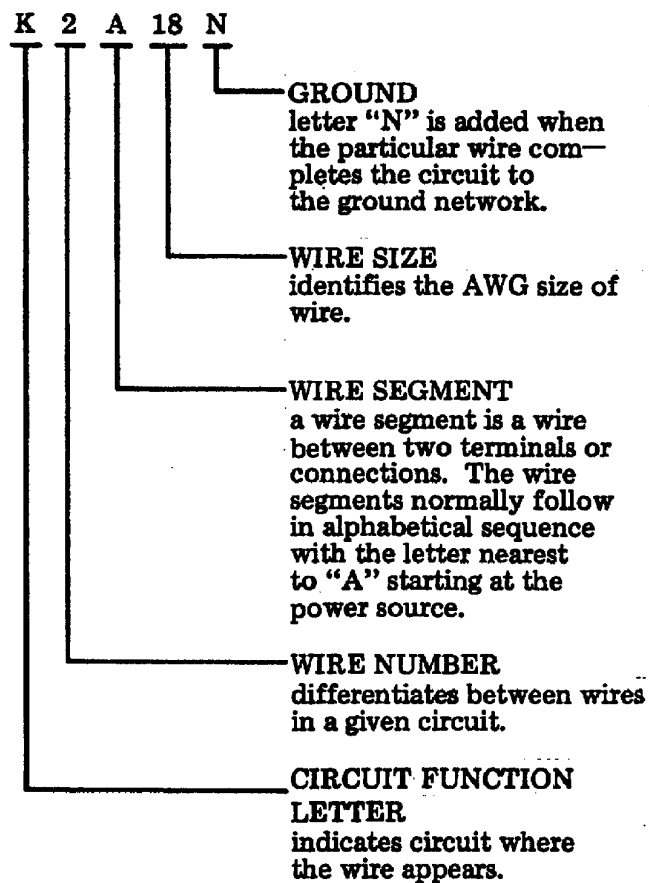 K 2 A 18 N
GROUND
letter “N” is added when
the particular wire com—
pletes the circuit to
the ground network.
WIRE SIZE
identifies the AWG size of
wire.
WIRE SEGMENT
a wire segment is a wire
between two terminals or
connections. The wire
segments normally follow
in alphabetical sequence
with the letter nearest
to “A” starting at the
power source.
WIRE NUMBER
differentiates between wires
in a given circuit.
CIRCUIT FUNCTION
LETTER
indicates circuit where
the wire appears.